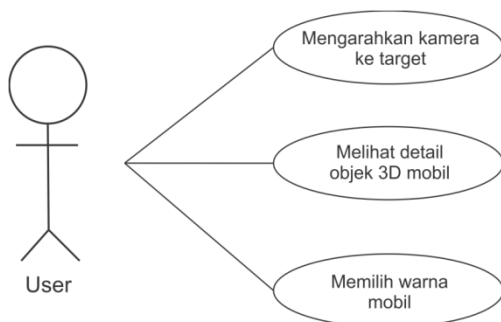 Mengarahkan kamera
ke target
Melihat detail
objek 3D mobil
User
Memilih warna
mobil